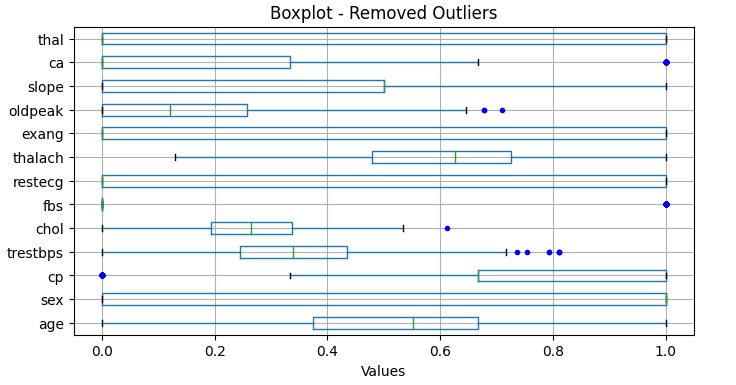 Boxplot - Removed Outliers
thal
ca
slope
oldpeak
exang
thalach
restecg
fbs
chol
trestbps
cp
sex
age
0.0 0.2 0.4 0.6 0.8 1.0
Values